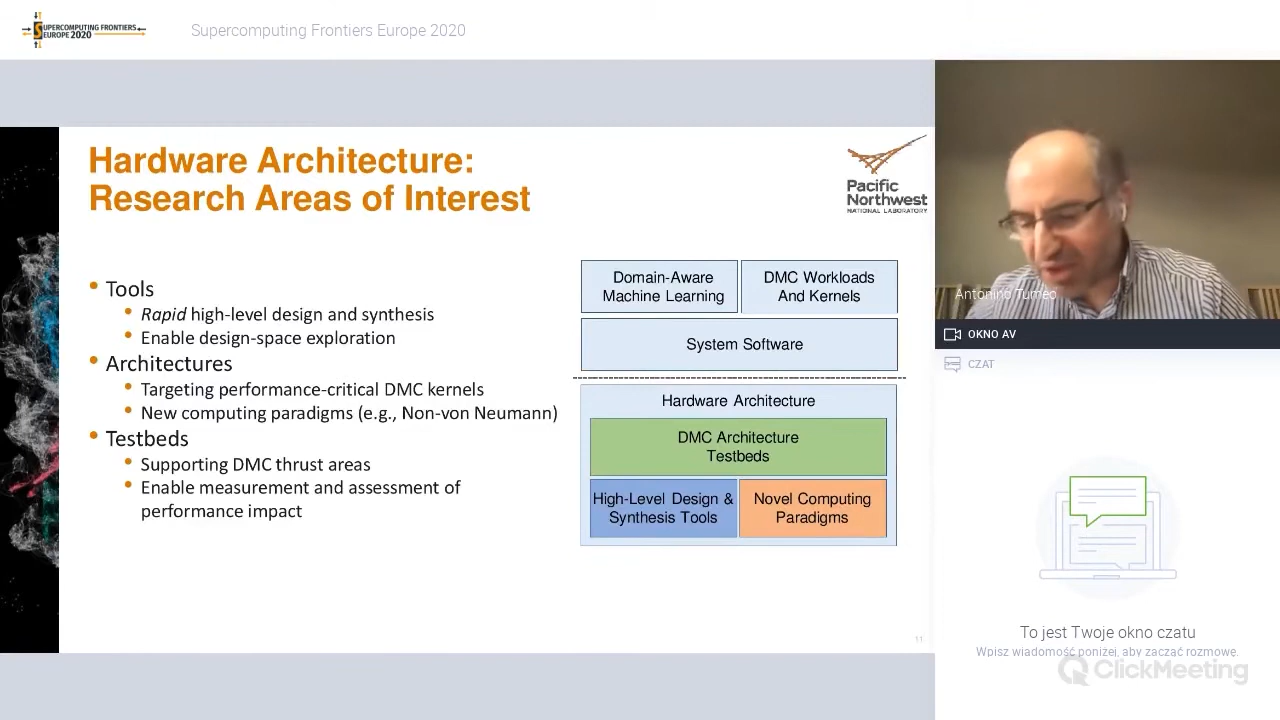 SUPERCOMPUTING FRONTIERS
EUROPE 2020
Supercomputing Frontiers Europe 2020
Hardware Architecture:
Research Areas of Interest
Pacific
Northwest
NATIONAL LABORATORY
• Tools
• Rapid high-level design and synthesis
• Enable design-space exploration
• Architectures
• Targeting performance-critical DMC kernels
• New computing paradigms (e.g., Non-von Neumann)
• Testbeds
• Supporting DMC thrust areas
• Enable measurement and assessment of
performance impact
Domain-Aware
Machine Learning
DMC Workloads
And Kernels
System Software
Hardware Architecture
DMC Architecture
Testbeds
High-Level Design &
Synthesis Tools
Novel Computing
Paradigms
11
Antonino Tumeo
OKNO AV
CZAT
To jest Twoje okno czatu
Wpisz wiadomość poniżej, aby zacząć rozmowę.
ClickMeeting